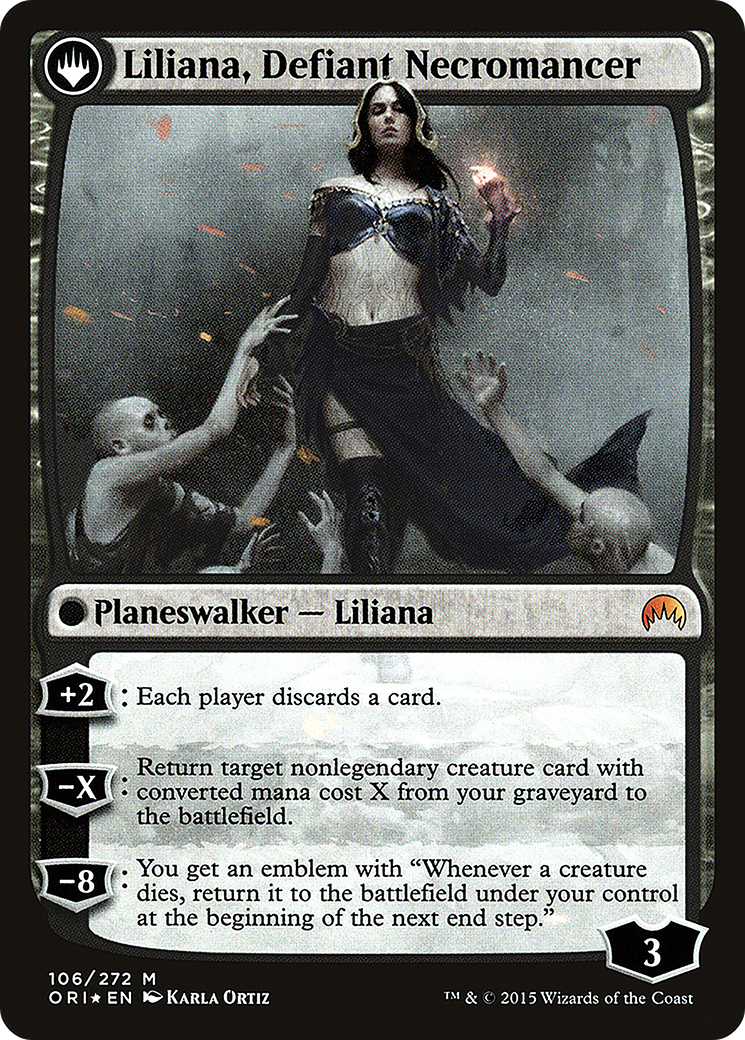 Liliana, Defiant Necromancer
Planeswalker — Liliana
+2 : Each player discards a card.
−X : Return target nonlegendary creature card with
converted mana cost X from your graveyard to
the battlefield.
−8 : You get an emblem with “Whenever a creature
dies, return it to the battlefield under your control
at the beginning of the next end step.”
3
106/272 M
ORI★EN Karla Ortiz
™ & © 2015 Wizards of the Coast